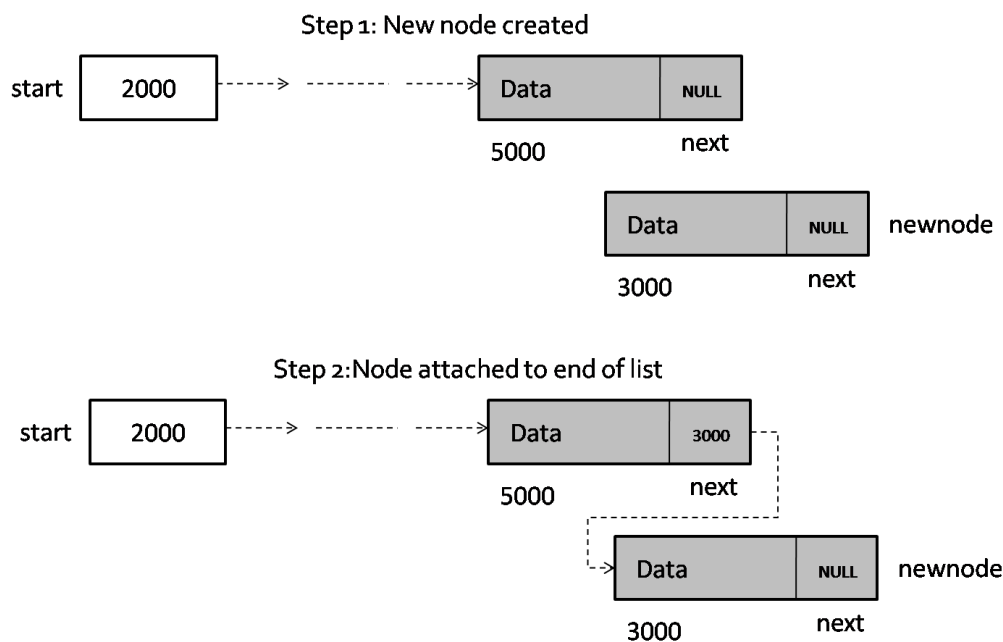 Step 1: New node created
start 2000 Data NULL
5000 next
Data NULL newnode
3000 next
Step 2:Node attached to end of list
start 2000 Data 3000
5000 next
Data NULL newnode
3000 next